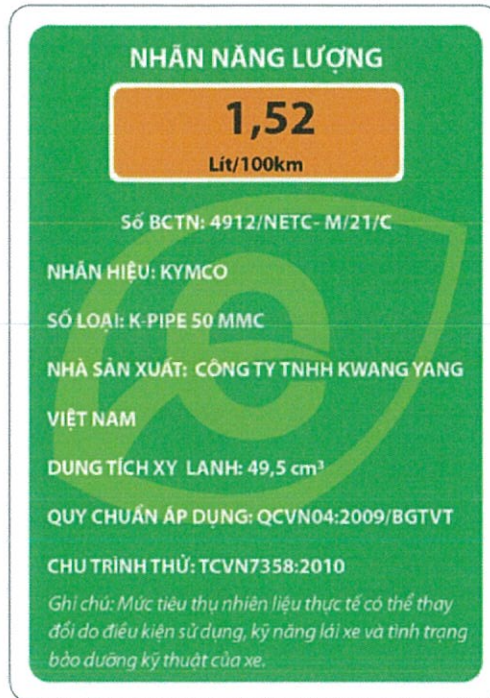 NHÃN NĂNG LƯỢNG
1,52
Lít/100km
Số BCTN: 4912/NETC- M/21/C
NHÃN HIỆU: KYMCO
SỐ LOẠI: K-PIPE 50 MMC
NHÀ SẢN XUẤT: CÔNG TY TNHH KWANG YANG
VIỆT NAM
DUNG TÍCH XY LANH: 49,5 cm³
QUY CHUẨN ÁP DỤNG: QCVN04:2009/BGTVT
CHU TRÌNH THỬ: TCVN7358:2010
Ghi chú: Mức tiêu thụ nhiên liệu thực tế có thể thay
đổi do điều kiện sử dụng, kỹ năng lái xe và tình trạng
bảo dưỡng kỹ thuật của xe.